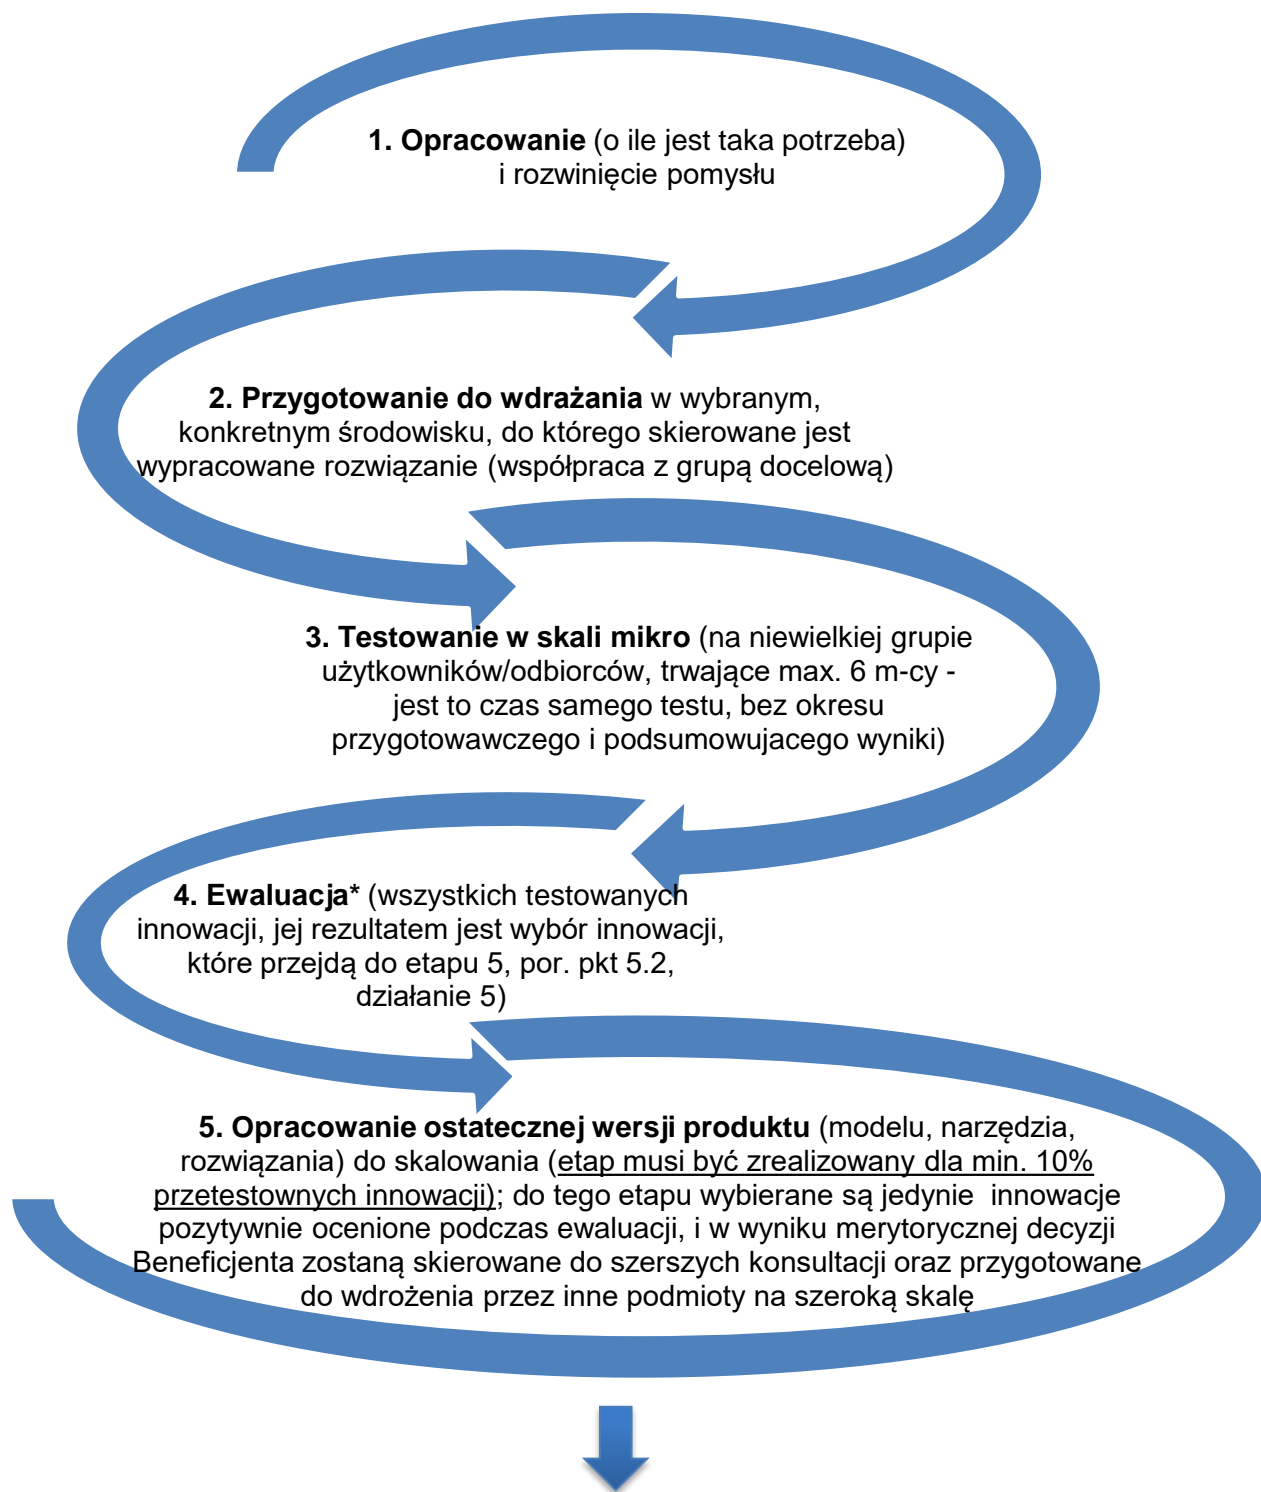 1. Opracowanie (o ile jest taka potrzeba)
i rozwinięcie pomysłu
2. Przygotowanie do wdrażania w wybranym,
konkretnym środowisku, do którego skierowane jest
wypracowane rozwiązanie (współpraca z grupą docelową)
3. Testowanie w skali mikro (na niewielkiej grupie
użytkowników/odbiorców, trwające max. 6 m-cy -
jest to czas samego testu, bez okresu
przygotowawczego i podsumowujacego wyniki)
4. Ewaluacja* (wszystkich testowanych
innowacji, jej rezultatem jest wybór innowacji,
które przejdą do etapu 5, por. pkt 5.2,
działanie 5)
5. Opracowanie ostatecznej wersji produktu (modelu, narzędzia,
rozwiązania) do skalowania (etap musi być zrealizowany dla min. 10%
przetestownych innowacji); do tego etapu wybierane są jedynie  innowacje
pozytywnie ocenione podczas ewaluacji, i w wyniku merytorycznej decyzji
Beneficjenta zostaną skierowane do szerszych konsultacji oraz przygotowane
do wdrożenia przez inne podmioty na szeroką skalę